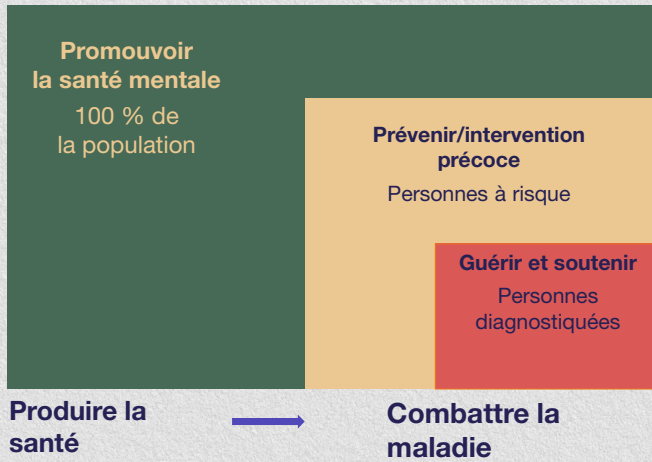 Promouvoir
la santé mentale
100 % de
la population
Prévenir/intervention
précoce
Personnes à risque
Guérir et soutenir
Personnes
diagnostiquées
Produire la
santé
Combattre la
maladie